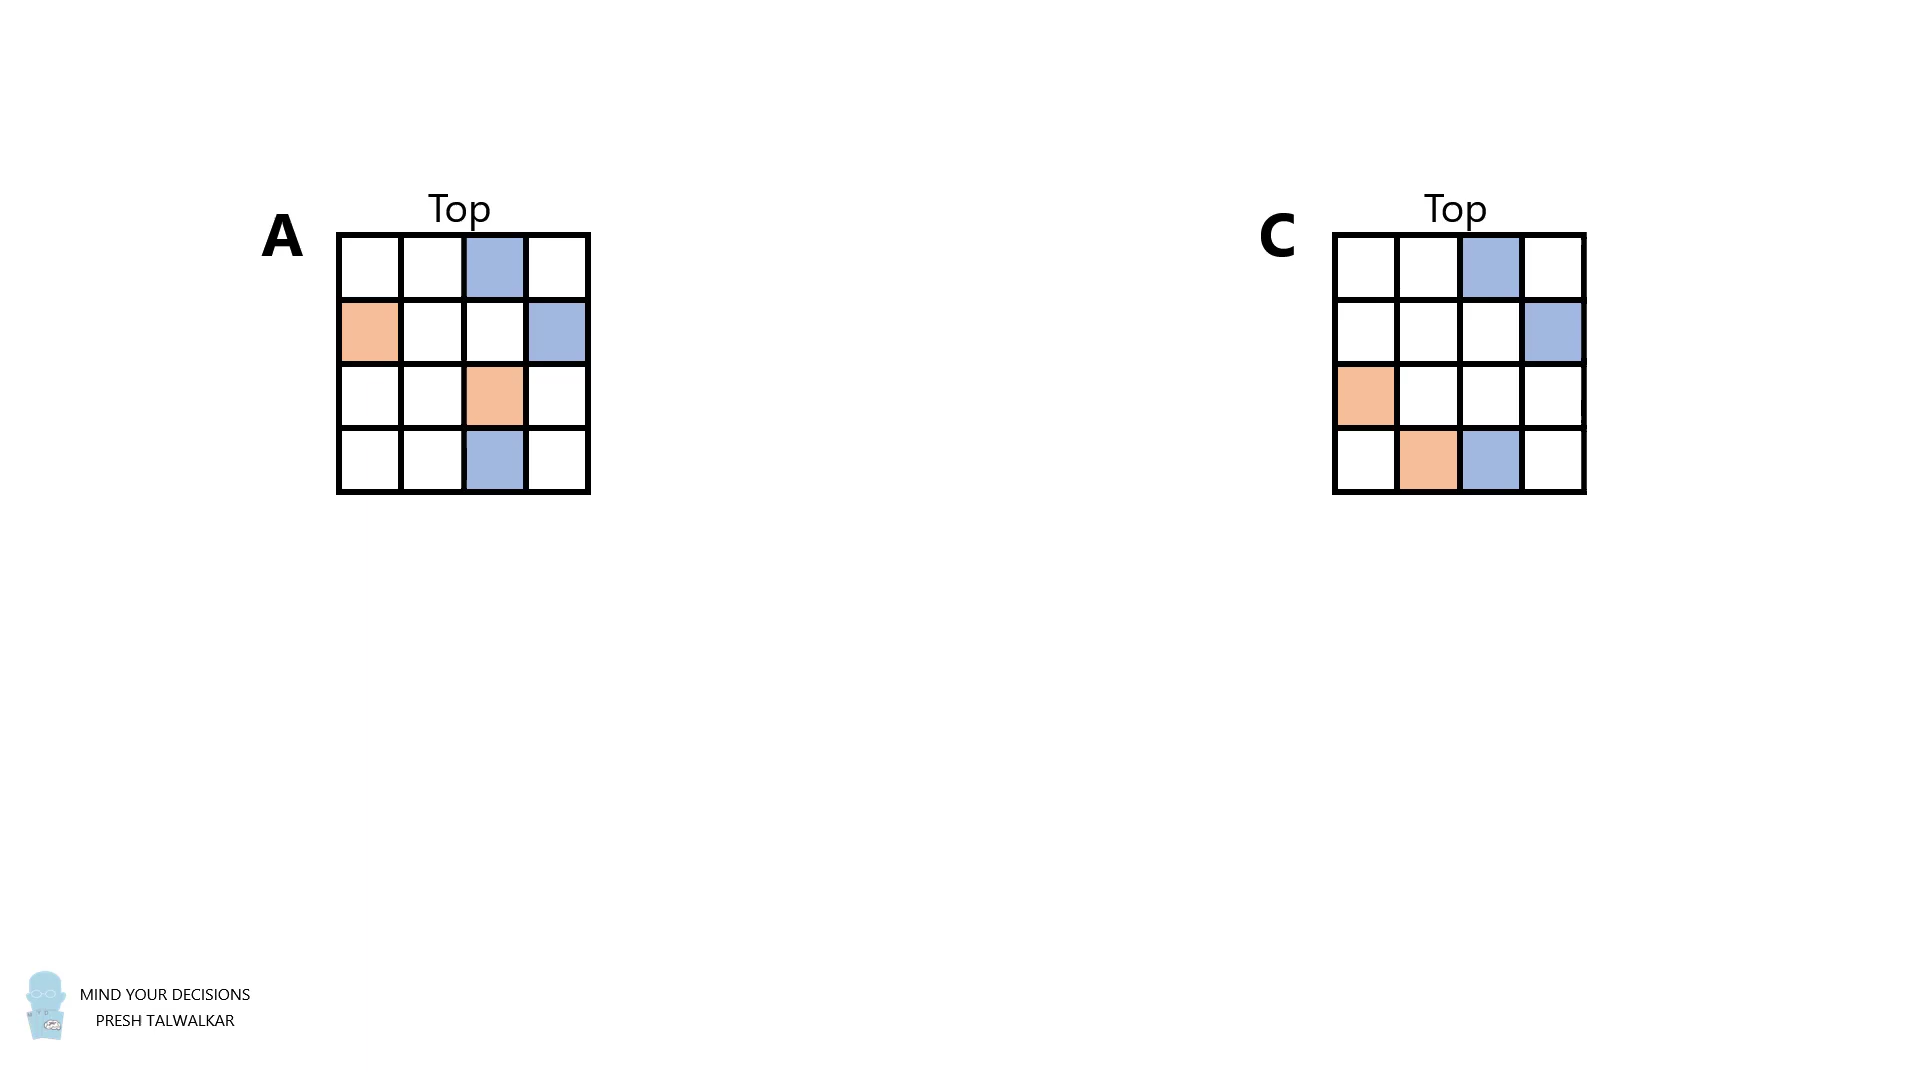 A
Top
C
Top
MIND YOUR DECISIONS
PRESH TALWALKAR